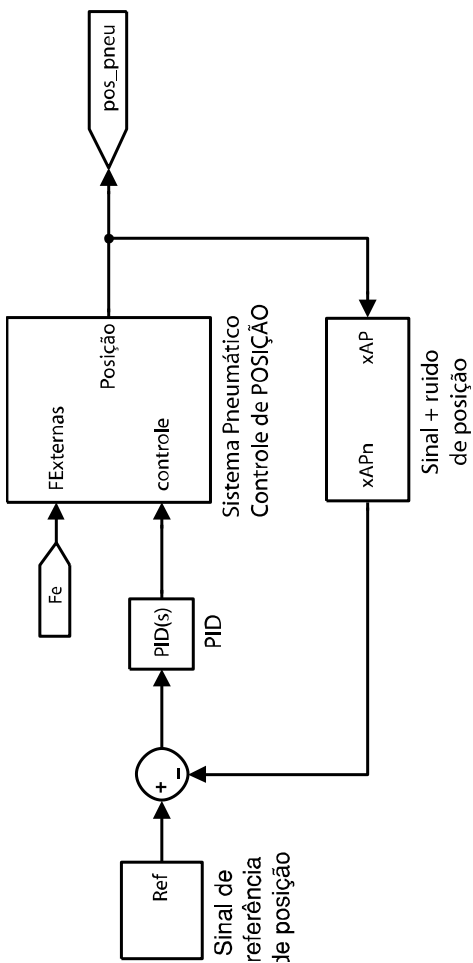 Ref
Sinal de
referência
de posição
+
-
PID(s)
PID
Fe
FExternas
controle
Posição
Sistema Pneumático
Controle de POSIÇÃO
pos_pneu
xAPn
xAP
Sinal + ruido
de posição